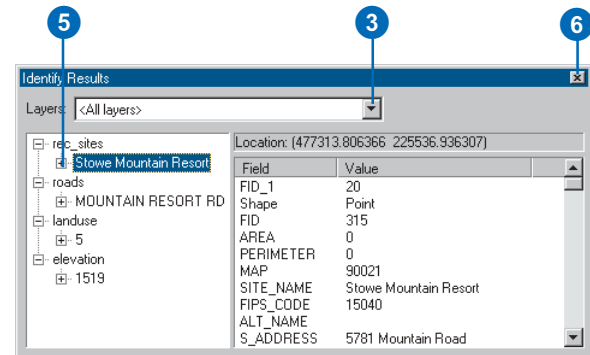 5 3 6
Identify Results
Layers: <All layers>
rec_sites
Stowe Mountain Resort
roads
MOUNTAIN RESORT RD
landuse
5
elevation
1519
Location: (477313.806366 225536.936307)
Field Value
FID_1 20
Shape Point
FID 315
AREA 0
PERIMETER 0
MAP 90021
SITE_NAME Stowe Mountain Resort
FIPS_CODE 15040
ALT_NAME
S_ADDRESS 5781 Mountain Road